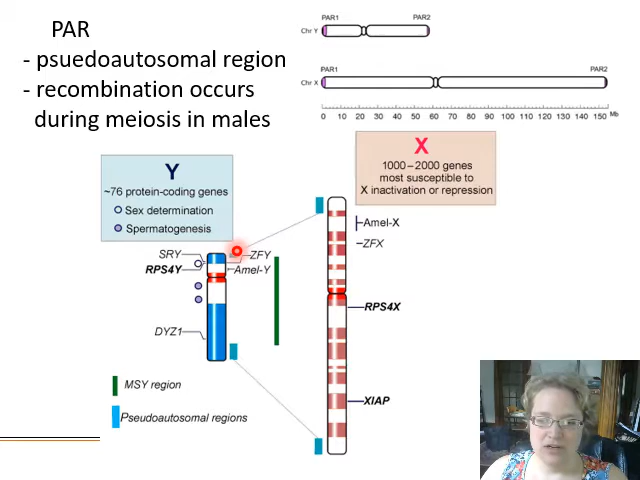 PAR
- psuedoautosomal region
- recombination occurs
during meiosis in males
PAR1 PAR2
Chr Y
PAR1 PAR2
Chr X
0 10 20 30 40 50 60 70 80 90 100 110 120 130 140 150 Mb
Y
~76 protein-coding genes
Sex determination
Spermatogenesis
X
1000 – 2000 genes
most susceptible to
X inactivation or repression
SRY
RPS4Y
ZFY
Amel-Y
DYZ1
Amel-X
ZFX
RPS4X
XIAP
MSY region
Pseudoautosomal regions